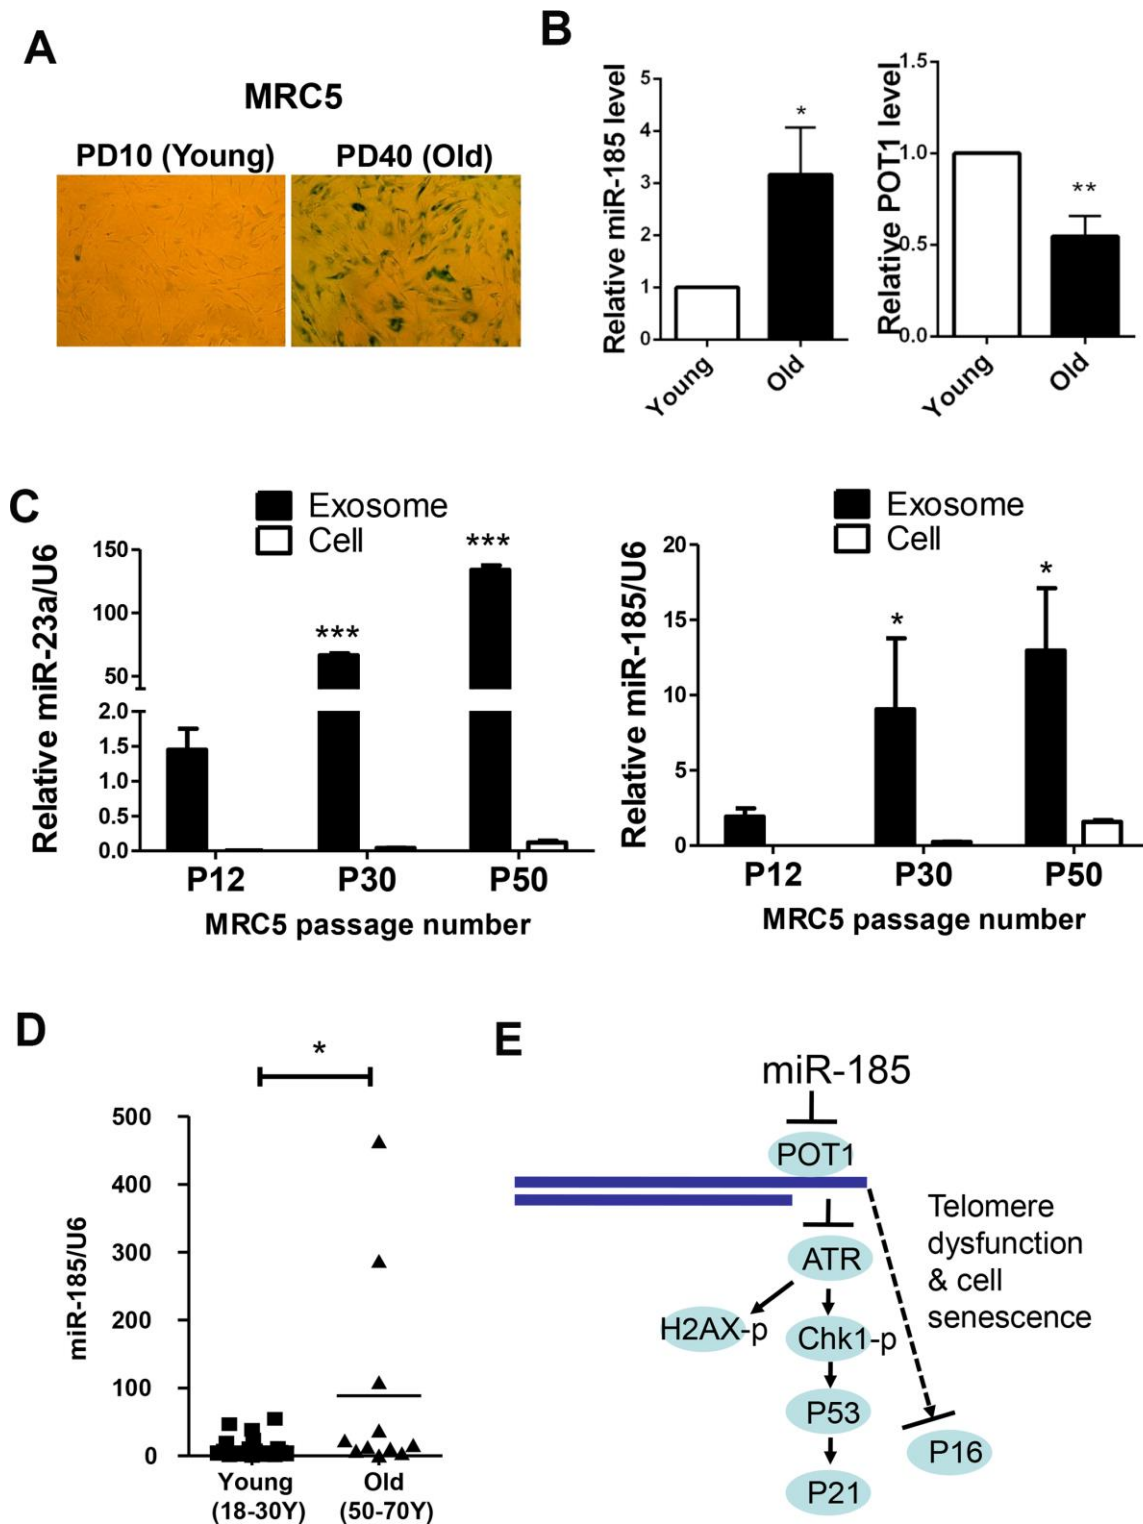 A
MRC5
PD10 (Young)
PD40 (Old)
B
Relative miR-185 level
5
4
3
2
1
0
*
Young
Old
Relative POT1 level
1.5
1.0
0.5
0.0
**
Young
Old
C
Exosome
Cell
Relative miR-23a/U6
150
100
50
2.0
1.5
1.0
0.5
0.0
***
***
P12
P30
P50
MRC5 passage number
Exosome
Cell
Relative miR-185/U6
20
15
10
5
0
*
*
P12
P30
P50
MRC5 passage number
D
*
miR-185/U6
500
400
300
200
100
0
Young
(18-30Y)
Old
(50-70Y)
E
miR-185
POT1
Telomere
dysfunction
& cell
senescence
ATR
H2AX-p
Chk1-p
P53
P16
P21